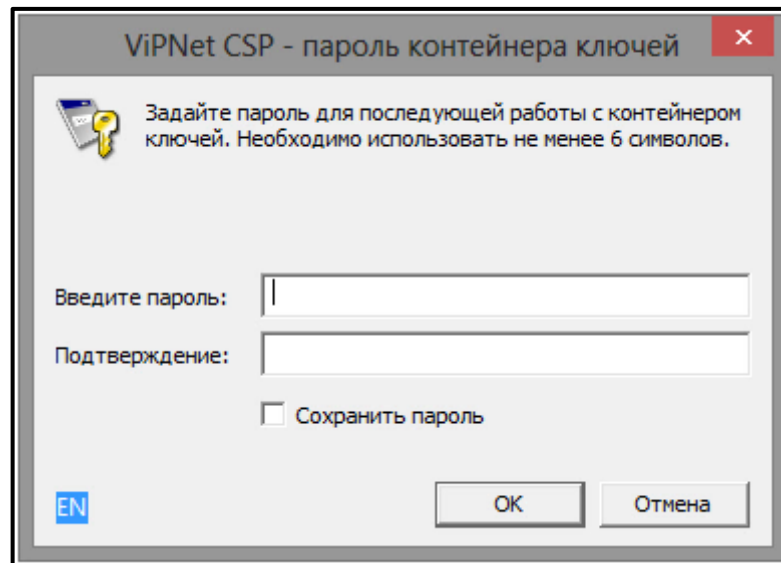 ViPNet CSP - пароль контейнера ключей
Задайте пароль для последующей работы с контейнером
ключей. Необходимо использовать не менее 6 символов.
Введите пароль:
Подтверждение:
Сохранить пароль
EN
OK
Отмена